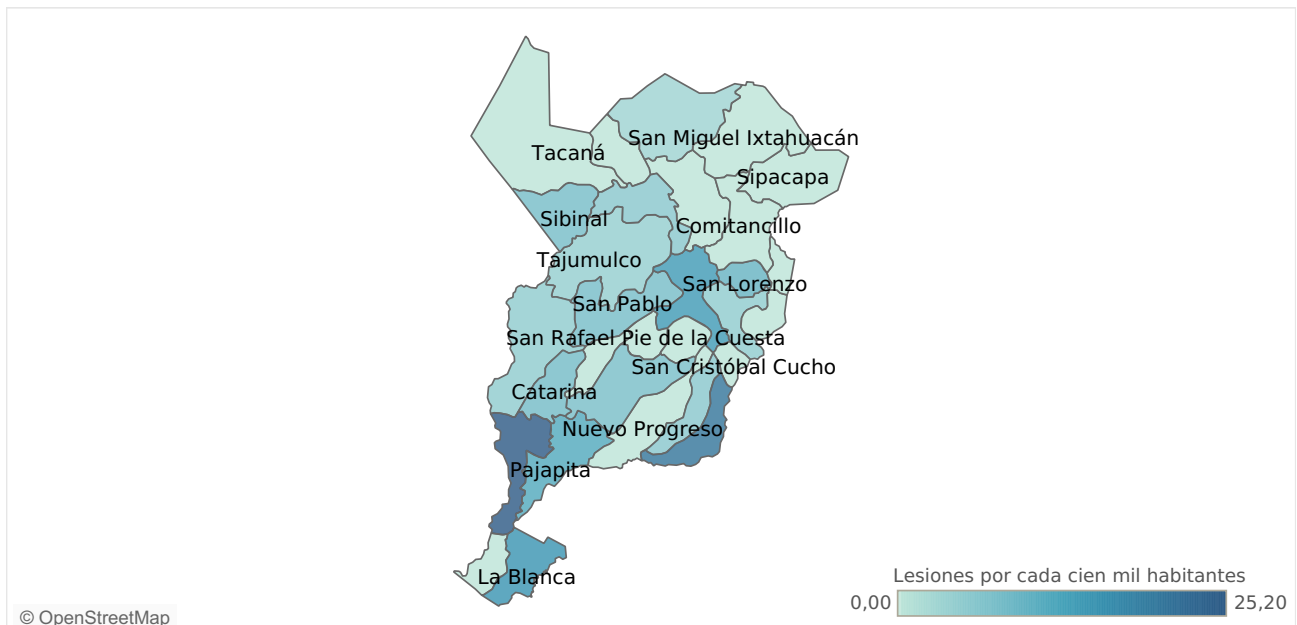 San Miguel Ixtahuacán
Tacaná
Sipacapa
Sibinal
Comitancillo
Tajumulco
San Lorenzo
San Pablo
San Rafael Pie de la Cuesta
San Cristóbal Cucho
Catarina
Nuevo Progreso
Pajapita
La Blanca
Lesiones por cada cien mil habitantes
0,00 25,20
© OpenStreetMap